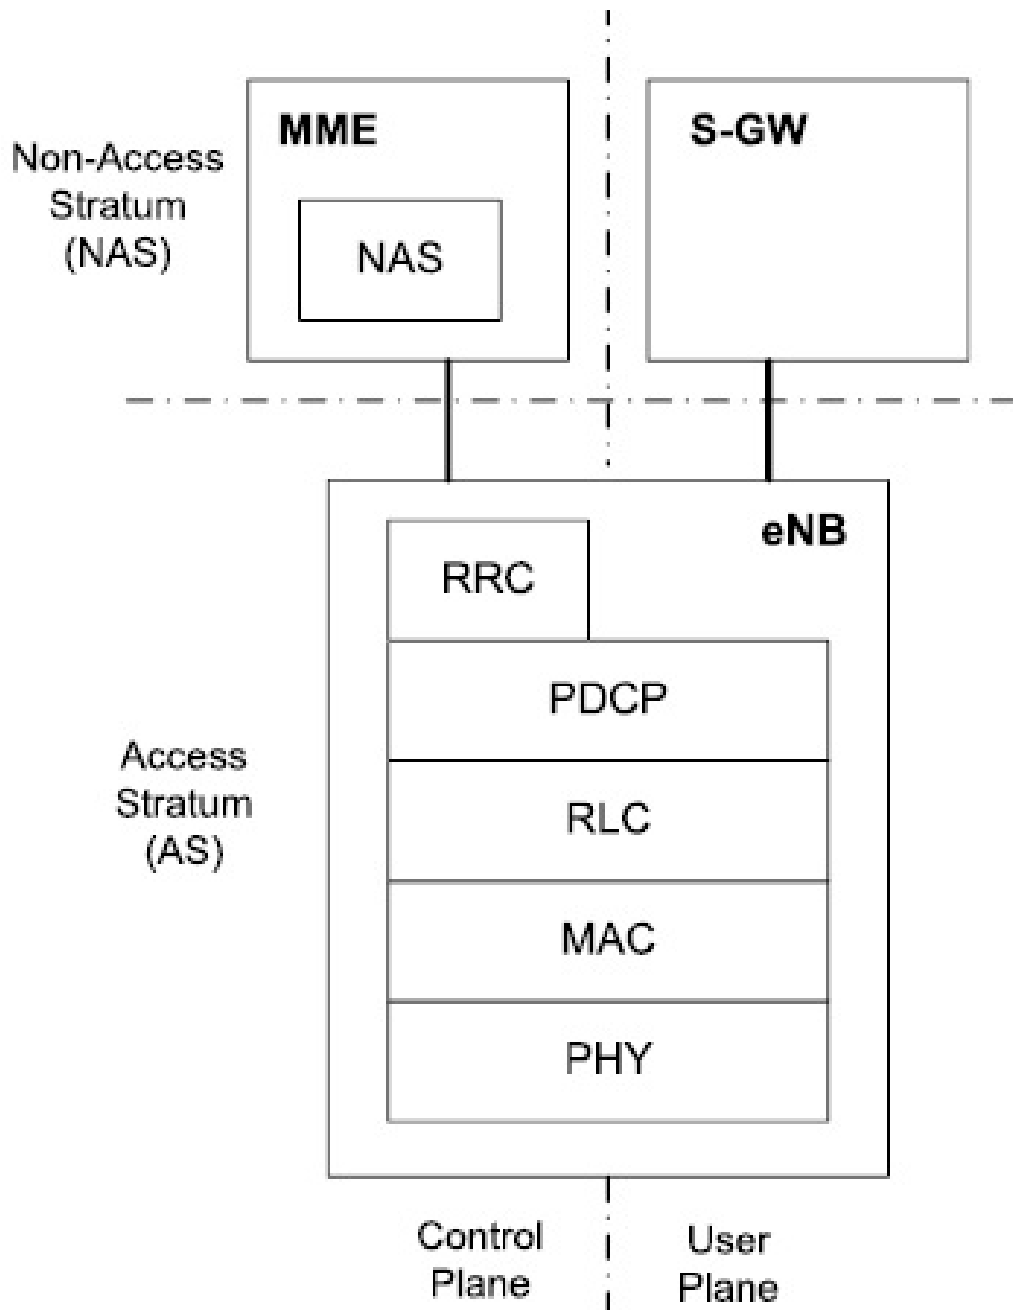 MME
S-GW
Non-Access
Stratum
(NAS)
NAS
eNB
RRC
PDCP
Access
Stratum
(AS)
RLC
MAC
PHY
Control
Plane
User
Plane